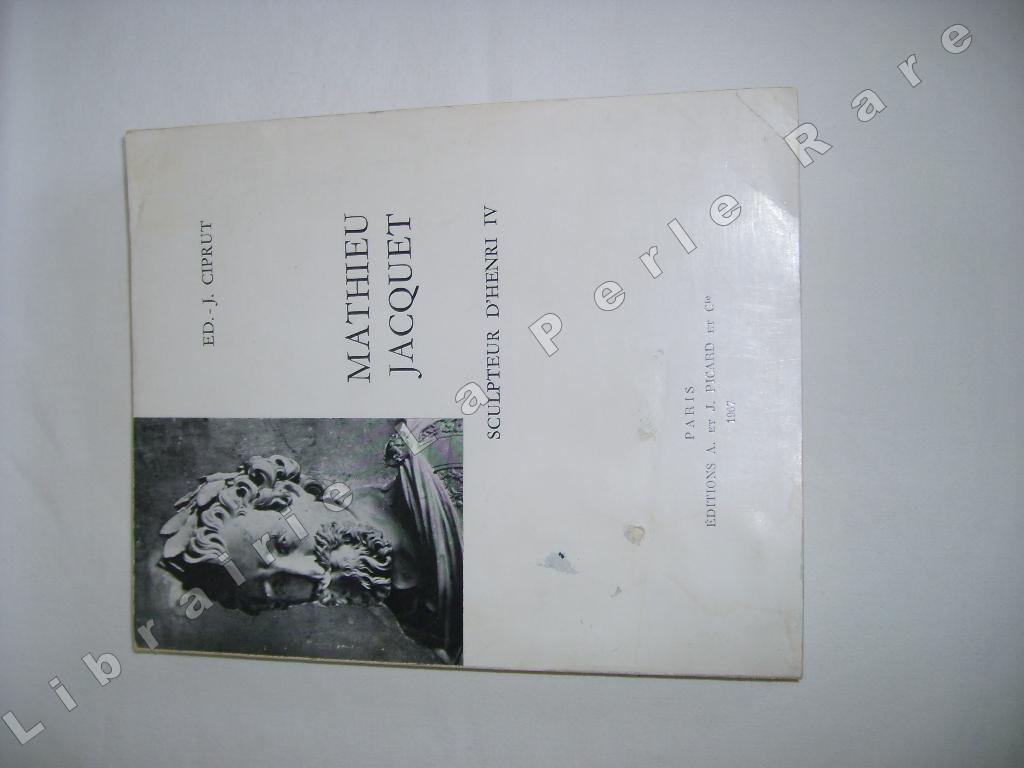 ED.-J. CIPRUT
MATHIEU
JACQUET
SCULPTEUR D'HENRI IV
PARIS
ÉDITIONS A. ET J. PICARD ET Cie
1967
Librairie La Perle Rare